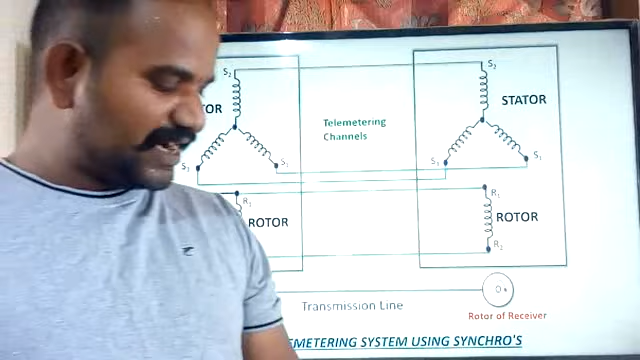 S₂
S₂
TOR
STATOR
Telemetering
Channels
S₃
S₁
S₃
S₁
R₁
R₁
ROTOR
ROTOR
R₂
Transmission Line
Rotor of Receiver
EMETERING SYSTEM USING SYNCHRO'S